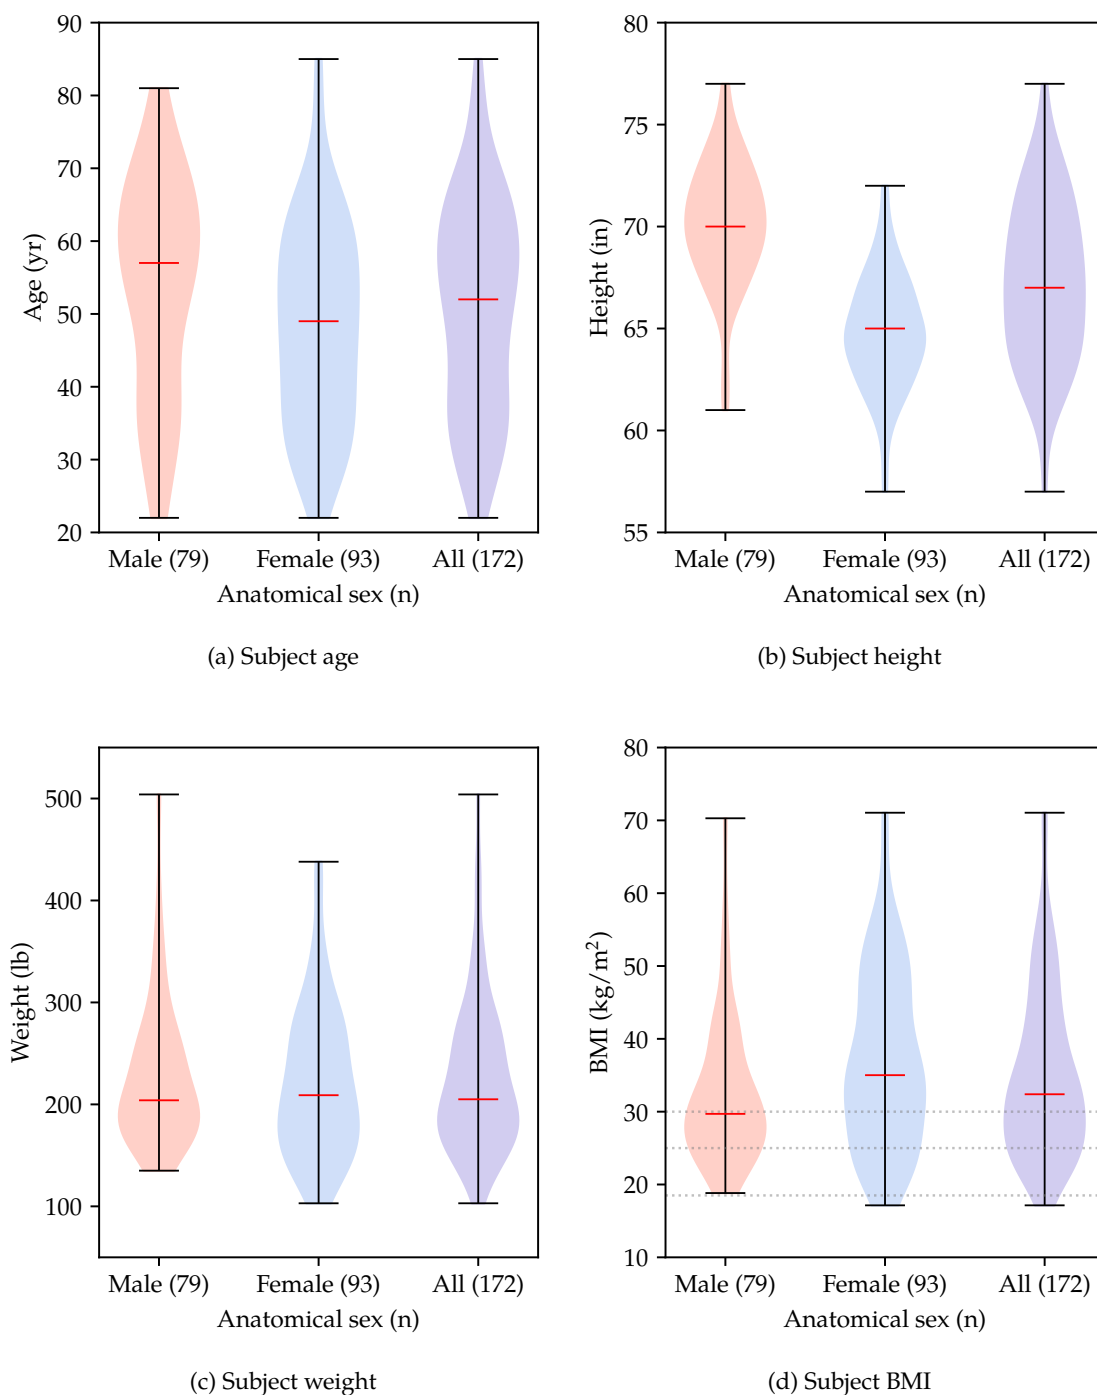 90
80
70
60
50
40
30
20
Age (yr)
Male (79) Female (93) All (172)
Anatomical sex (n)
(a) Subject age
80
75
70
65
60
55
Height (in)
Male (79) Female (93) All (172)
Anatomical sex (n)
(b) Subject height
500
400
300
200
100
Weight (lb)
Male (79) Female (93) All (172)
Anatomical sex (n)
(c) Subject weight
80
70
60
50
40
30
20
10
BMI (kg/m²)
Male (79) Female (93) All (172)
Anatomical sex (n)
(d) Subject BMI